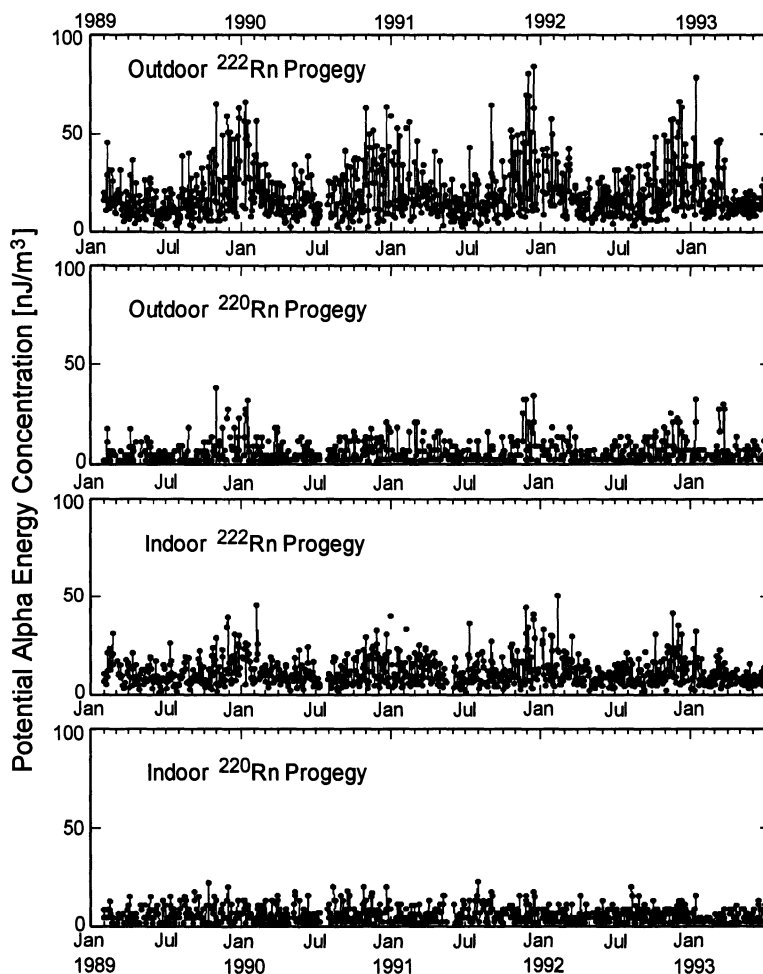 1989 1990 1991 1992 1993
Potential Alpha Energy Concentration [nJ/m³]
100
Outdoor ²²²Rn Progegy
50
0
Jan Jul Jan Jul Jan Jul Jan Jul Jan
100
Outdoor ²²⁰Rn Progegy
50
0
Jan Jul Jan Jul Jan Jul Jan Jul Jan
100
Indoor ²²²Rn Progegy
50
0
Jan Jul Jan Jul Jan Jul Jan Jul Jan
100
Indoor ²²⁰Rn Progegy
50
0
Jan Jul Jan Jul Jan Jul Jan Jul Jan
1989 1990 1991 1992 1993